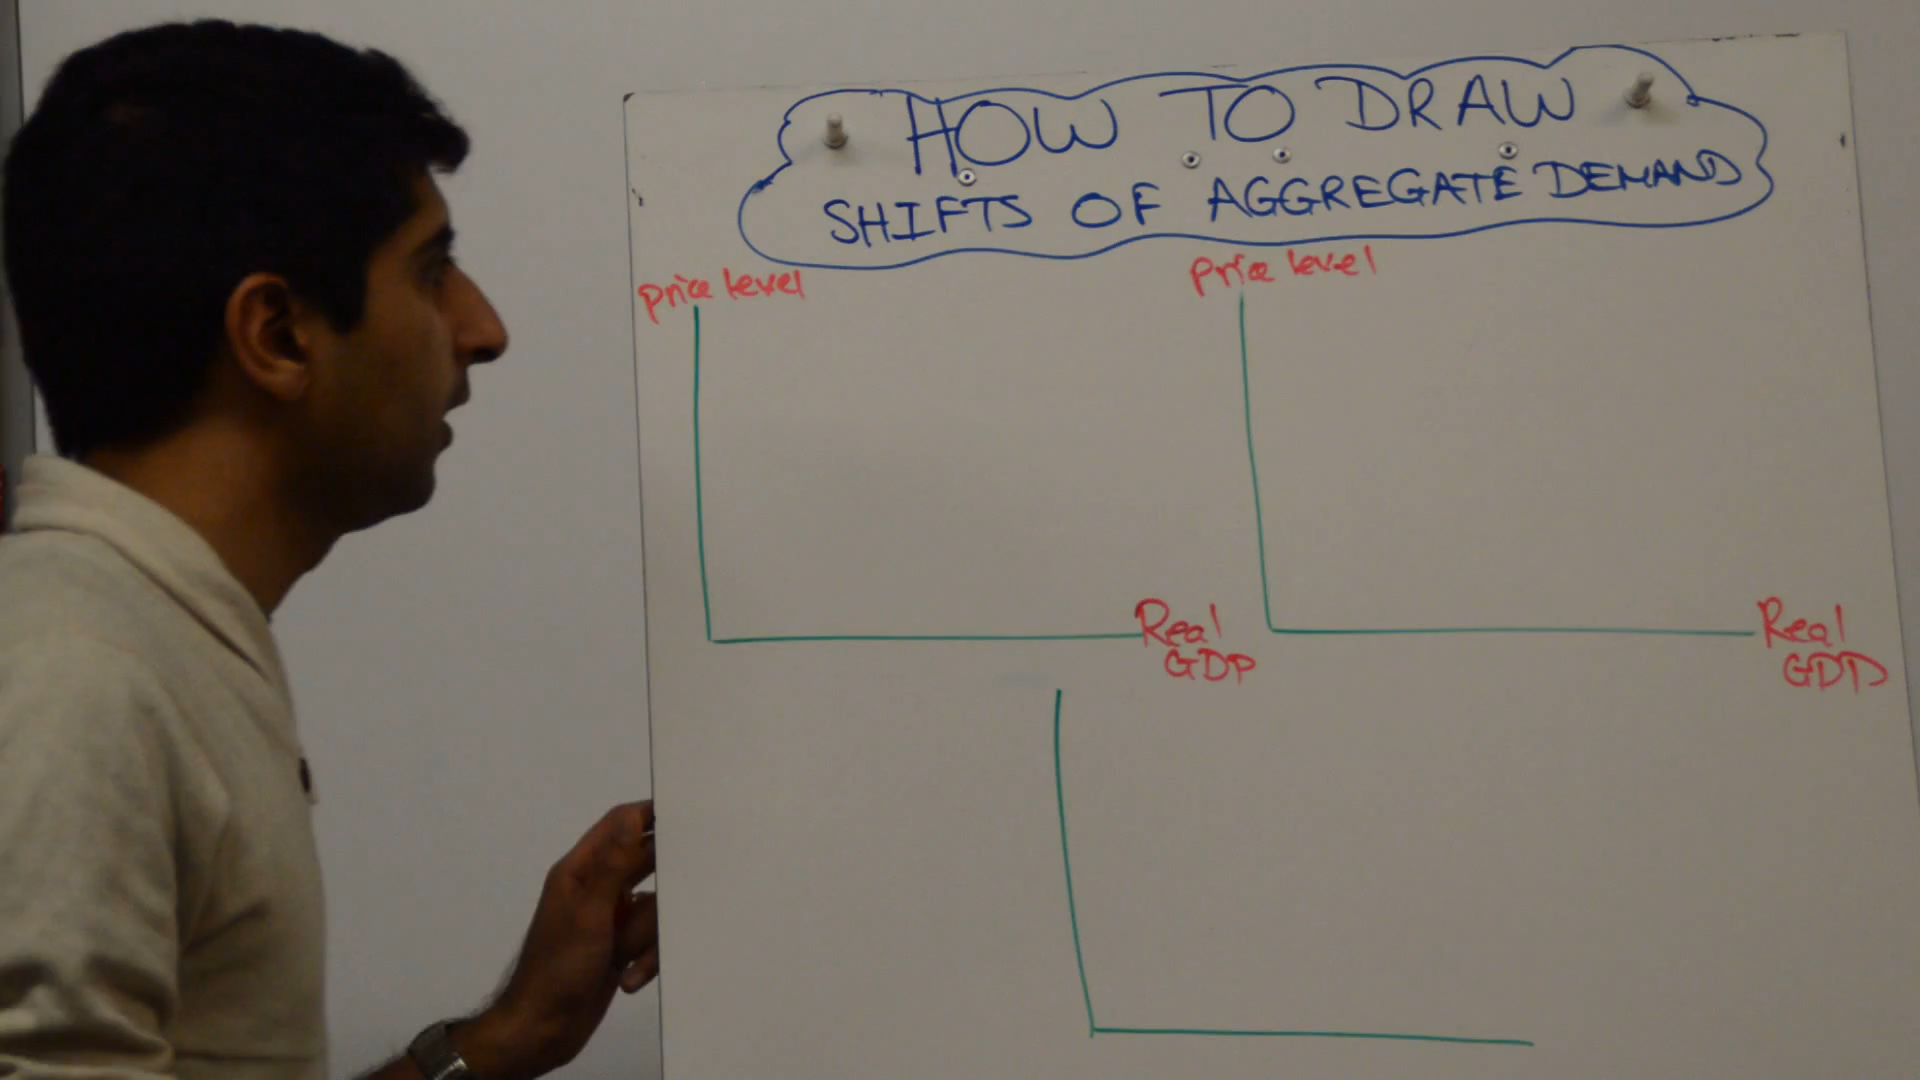 HOW TO DRAW
SHIFTS OF AGGREGATE DEMAND
Price level
Price level
Real
GDP
Real
GDP